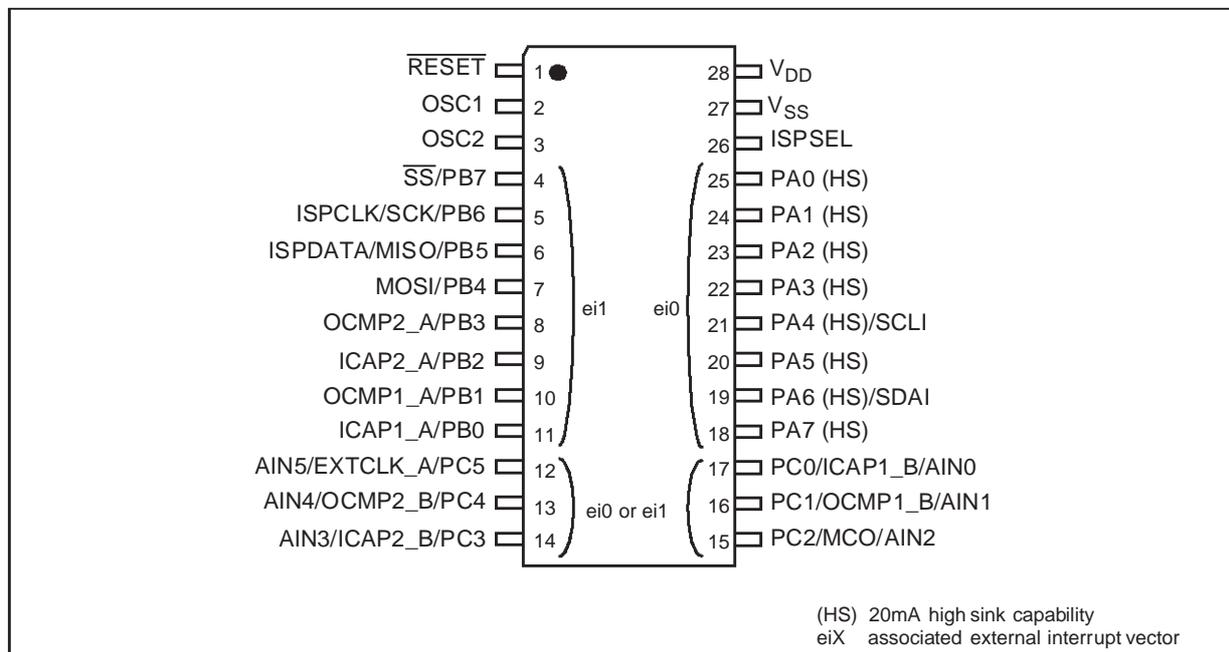 RESET 1 28 VDD
OSC1 2 27 VSS
OSC2 3 26 ISPSEL
SS/PB7 4 25 PA0 (HS)
ISPCLK/SCK/PB6 5 24 PA1 (HS)
ISPDATA/MISO/PB5 6 23 PA2 (HS)
MOSI/PB4 7 22 PA3 (HS)
ei1 ei0
OCMP2_A/PB3 8 21 PA4 (HS)/SCLI
ICAP2_A/PB2 9 20 PA5 (HS)
OCMP1_A/PB1 10 19 PA6 (HS)/SDAI
ICAP1_A/PB0 11 18 PA7 (HS)
AIN5/EXTCLK_A/PC5 12 17 PC0/ICAP1_B/AIN0
AIN4/OCMP2_B/PC4 13 ei0 or ei1 16 PC1/OCMP1_B/AIN1
AIN3/ICAP2_B/PC3 14 15 PC2/MCO/AIN2
(HS) 20mA high sink capability
eiX associated external interrupt vector